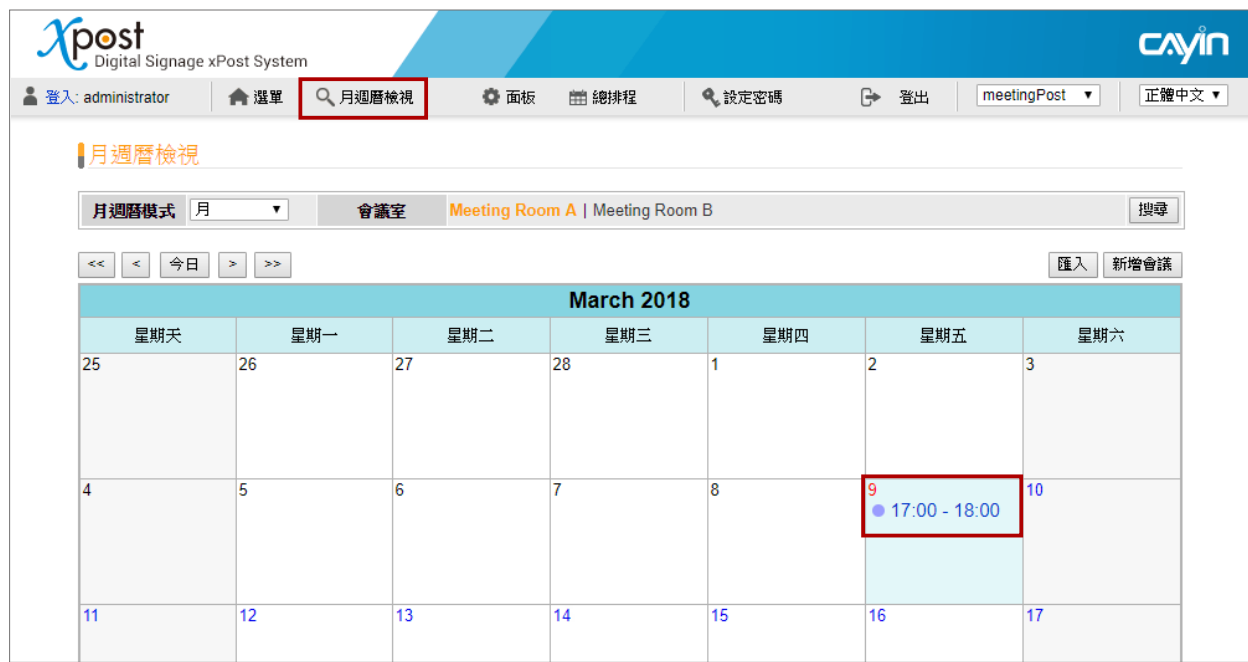 xpost
Digital Signage xPost System
CAYIN
登入: administrator 選單 月週曆檢視 面板 總排程 設定密碼 登出 meetingPost ▼ 正體中文 ▼
月週曆檢視
月週曆模式 月 ▼ 會議室 Meeting Room A | Meeting Room B 搜尋
<< < 今日 > >> 匯入 新增會議
March 2018
星期天 星期一 星期二 星期三 星期四 星期五 星期六
25 26 27 28 1 2 3
4 5 6 7 8 9 10
17:00 - 18:00
11 12 13 14 15 16 17